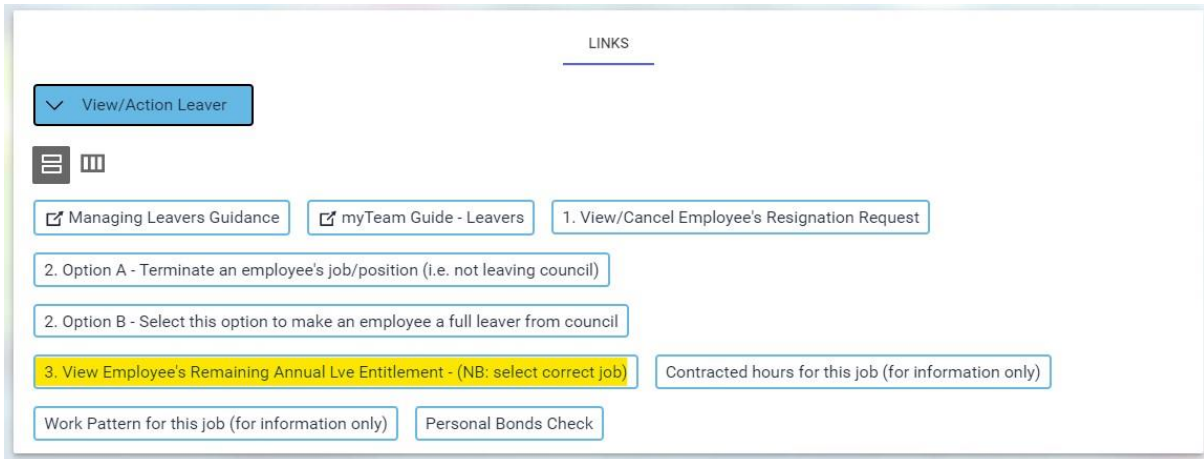 LINKS
View/Action Leaver
Managing Leavers Guidance
myTeam Guide - Leavers
1. View/Cancel Employee's Resignation Request
2. Option A - Terminate an employee's job/position (i.e. not leaving council)
2. Option B - Select this option to make an employee a full leaver from council
3. View Employee's Remaining Annual Lve Entitlement - (NB: select correct job)
Contracted hours for this job (for information only)
Work Pattern for this job (for information only)
Personal Bonds Check